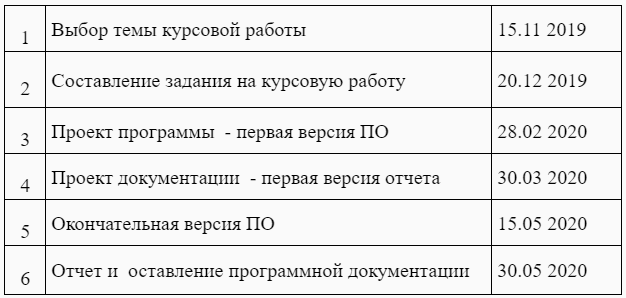 1 Выбор темы курсовой работы 15.11 2019
2 Составление задания на курсовую работу 20.12 2019
3 Проект программы - первая версия ПО 28.02 2020
4 Проект документации - первая версия отчета 30.03 2020
5 Окончательная версия ПО 15.05 2020
6 Отчет и оставление программной документации 30.05 2020